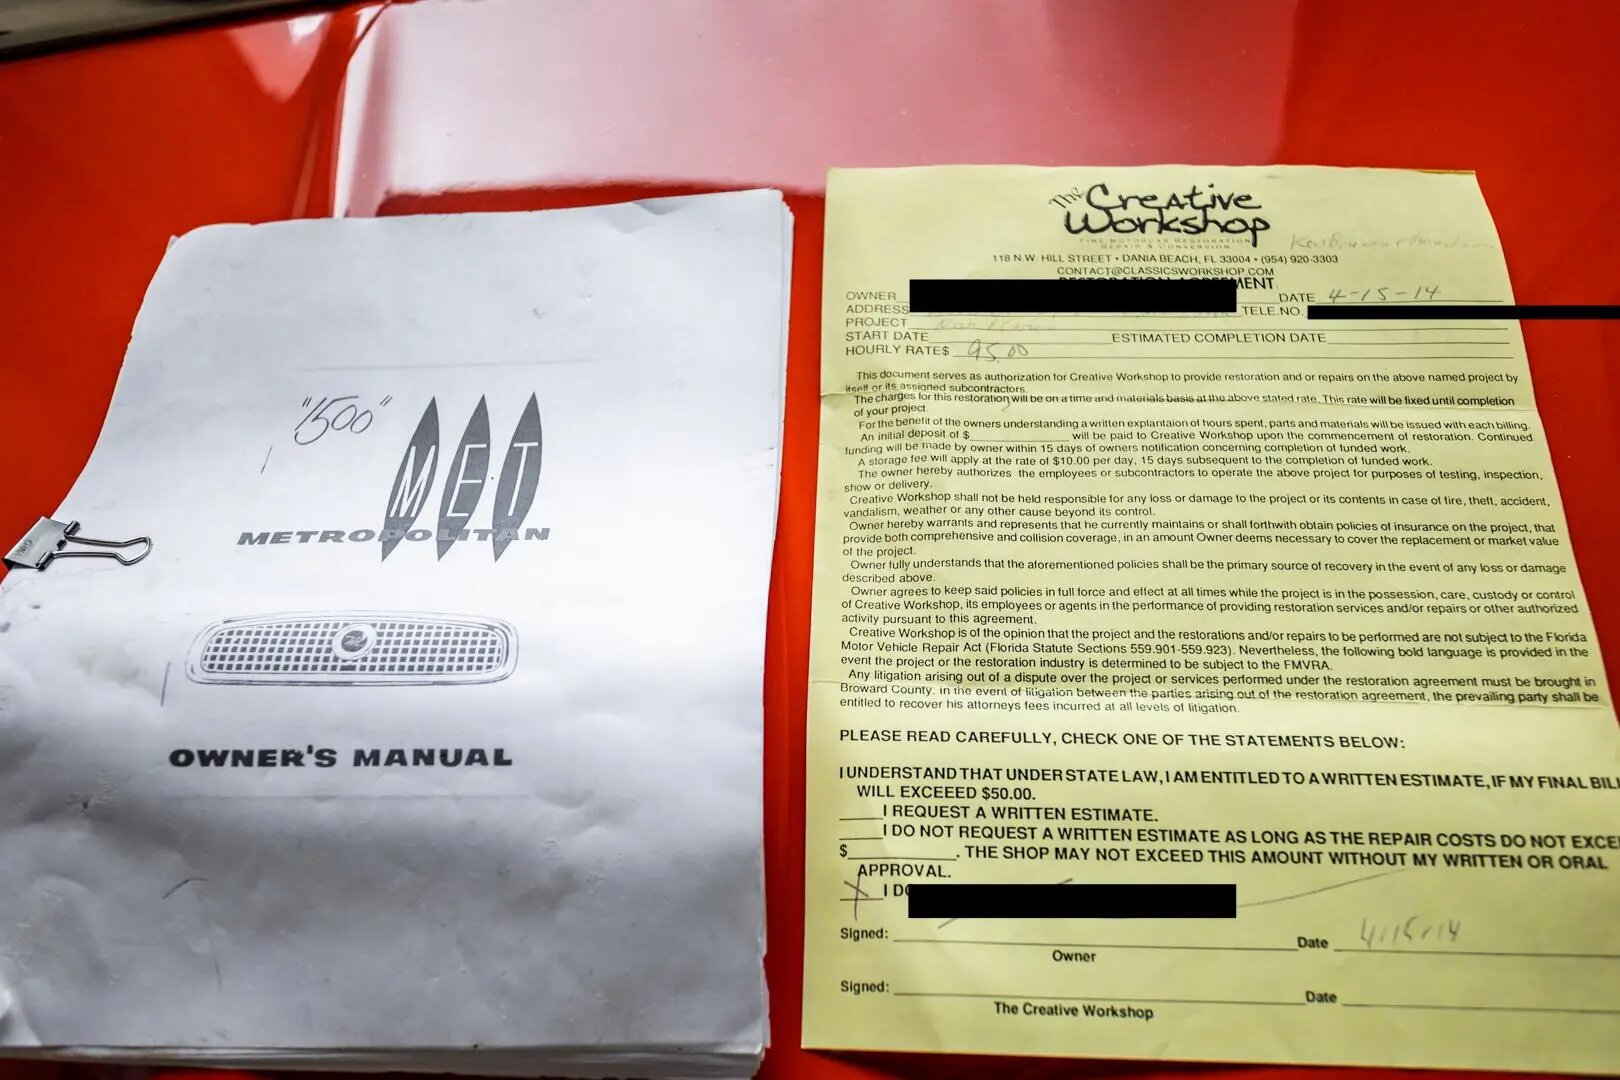 "1500"
MET
METROPOLITAN
OWNER'S MANUAL
The Creative
Workshop
FINE MOTORCAR RESTORATION
REPAIR & CONVERSION
118 N.W. HILL STREET • DANIA BEACH, FL 33004 • (954) 920-3303
CONTACT@CLASSICSWORKSHOP.COM
OWNER DATE 4-15-14
ADDRESS TELE.NO.
PROJECT
START DATE ESTIMATED COMPLETION DATE
HOURLY RATE$ 95.00
This document serves as authorization for Creative Workshop to provide restoration and or repairs on the above named project by
itself or its assigned subcontractors.
The charges for this restoration will be on a time and materials basis at the above stated rate. This rate will be fixed until completion
of your project.
For the benefit of the owners understanding a written explantaion of hours spent, parts and materials will be issued with each billing.
An initial deposit of $ will be paid to Creative Workshop upon the commencement of restoration. Continued
funding will be made by owner within 15 days of owners notification concerning completion of funded work.
A storage fee will apply at the rate of $10.00 per day, 15 days subsequent to the completion of funded work.
The owner hereby authorizes the employees or subcontractors to operate the above project for purposes of testing, inspection,
show or delivery.
Creative Workshop shall not be held responsible for any loss or damage to the project or its contents in case of fire, theft, accident,
vandalism, weather or any other cause beyond its control.
Owner hereby warrants and represents that he currently maintains or shall forthwith obtain policies of insurance on the project, that
provide both comprehensive and collision coverage, in an amount Owner deems necessary to cover the replacement or market value
of the project.
Owner fully understands that the aforementioned policies shall be the primary source of recovery in the event of any loss or damage
described above.
Owner agrees to keep said policies in full force and effect at all times while the project is in the possession, care, custody or control
of Creative Workshop, its employees or agents in the performance of providing restoration services and/or repairs or other authorized
activity pursuant to this agreement.
Creative Workshop is of the opinion that the project and the restorations and/or repairs to be performed are not subject to the Florida
Motor Vehicle Repair Act (Florida Statute Sections 559.901-559.923). Nevertheless, the following bold language is provided in the
event the project or the restoration industry is determined to be subject to the FMVRA.
Any litigation arising out of a dispute over the project or services performed under the restoration agreement must be brought in
Broward County. in the event of litigation between the parties arising out of the restoration agreement, the prevailing party shall be
entitled to recover his attorneys fees incurred at all levels of litigation.
PLEASE READ CAREFULLY, CHECK ONE OF THE STATEMENTS BELOW:
I UNDERSTAND THAT UNDER STATE LAW, I AM ENTITLED TO A WRITTEN ESTIMATE, IF MY FINAL BILL
WILL EXCEEED $50.00.
I REQUEST A WRITTEN ESTIMATE.
I DO NOT REQUEST A WRITTEN ESTIMATE AS LONG AS THE REPAIR COSTS DO NOT EXCE
$ . THE SHOP MAY NOT EXCEED THIS AMOUNT WITHOUT MY WRITTEN OR ORAL
APPROVAL.
X I DO
Signed: Date 4/15/14
Owner
Signed: Date
The Creative Workshop